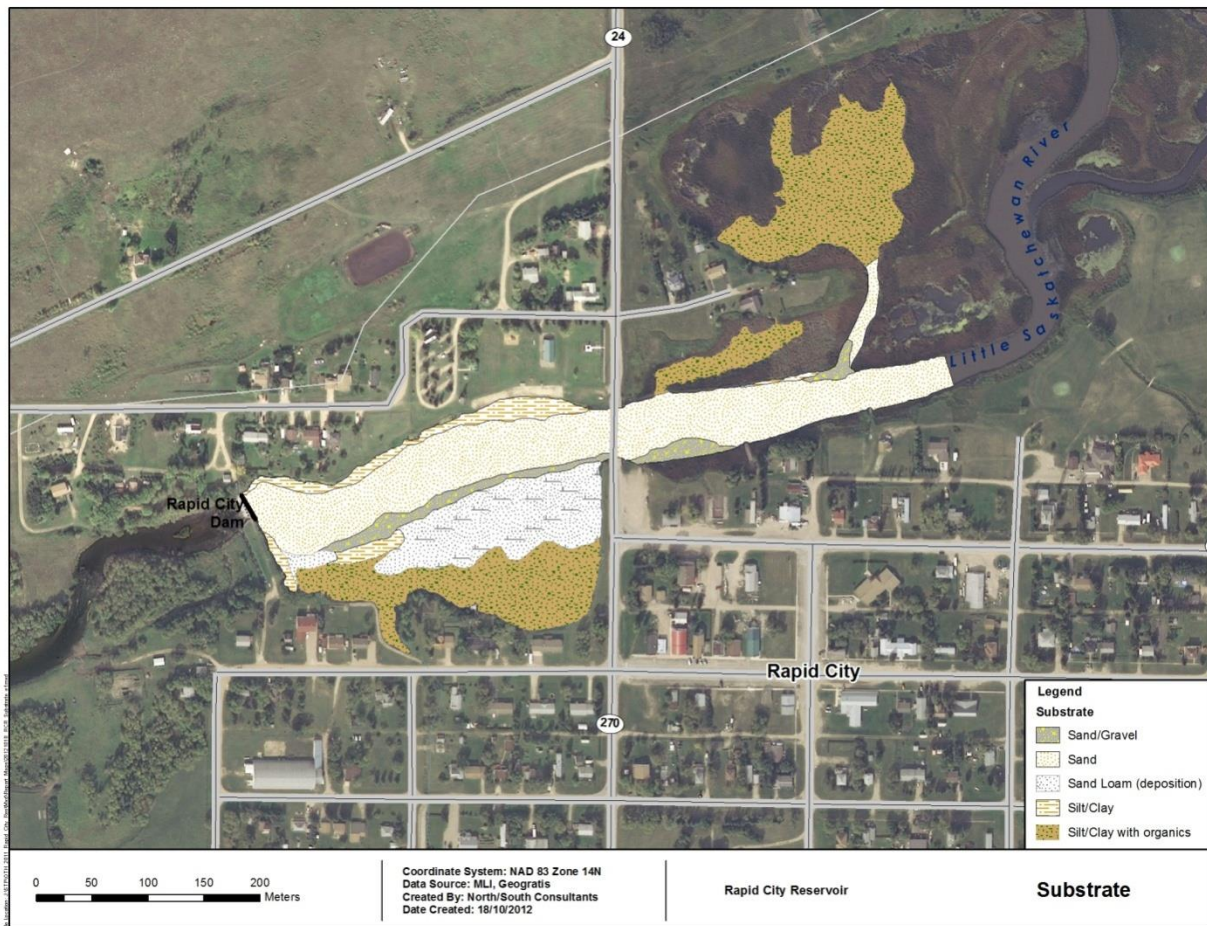 24
Little Saskatchewan River
Rapid City
Dam
Rapid City
270
Legend
Substrate
Sand/Gravel
Sand
Sand Loam (deposition)
Silt/Clay
Silt/Clay with organics
0 50 100 150 200
Meters
Coordinate System: NAD 83 Zone 14N
Data Source: MLI, Geogratis
Created By: North/South Consultants
Date Created: 18/10/2012
Rapid City Reservoir
Substrate